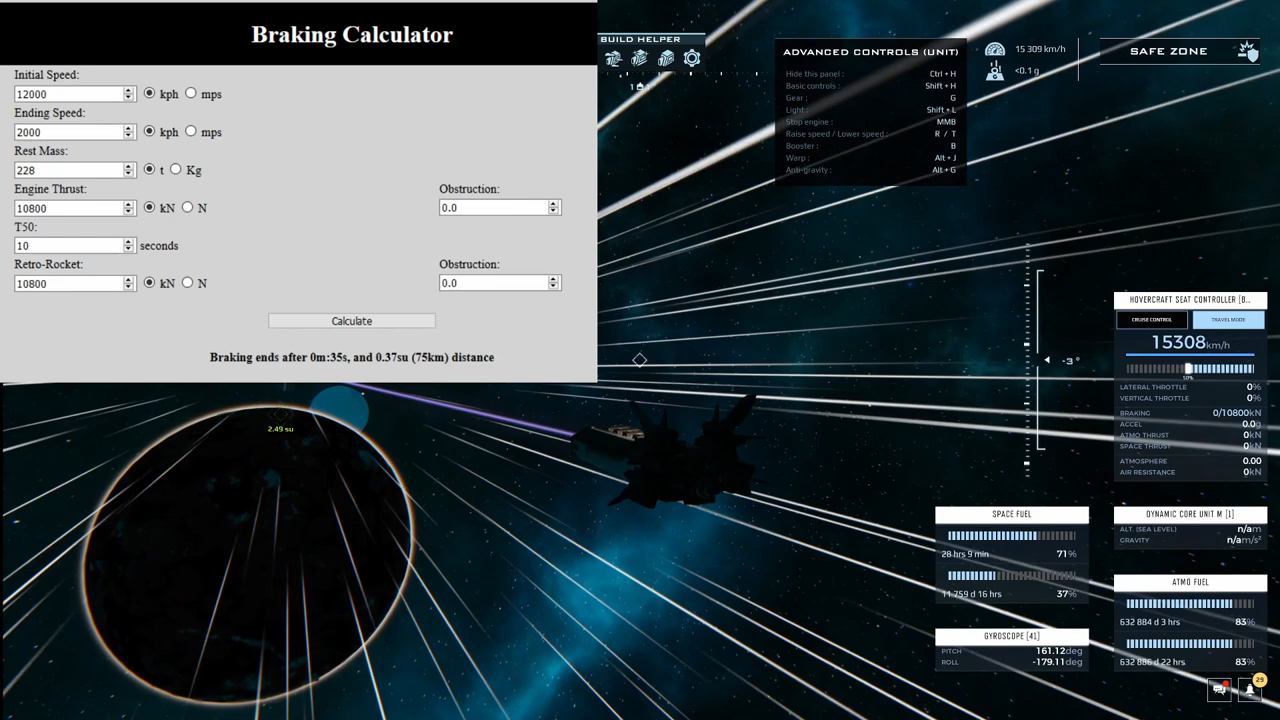 Braking Calculator
Initial Speed:
12000 kph mps
Ending Speed:
2000 kph mps
Rest Mass:
228 t Kg
Engine Thrust:
10800 kN N
Obstruction:
0.0
T50:
10 seconds
Retro-Rocket:
10800 kN N
Obstruction:
0.0
Calculate
Braking ends after 0m:35s, and 0.37su (75km) distance
BUILD HELPER
ADVANCED CONTROLS (UNIT)
Hide this panel : Ctrl + H
Basic controls : Shift + H
Gear : G
Light : Shift + L
Stop engine : MMB
Raise speed / Lower speed : R / T
Booster : B
Warp : Alt + J
Anti-gravity : Alt + G
15 309 km/h
<0.1 g
SAFE ZONE
2.49 su
-3°
HOVERCRAFT SEAT CONTROLLER [B...
CRUISE CONTROL TRAVEL MODE
15308km/h
50%
LATERAL THROTTLE 0%
VERTICAL THROTTLE 0%
BRAKING 0/10800kN
ACCEL 0.0g
ATMO THRUST 0kN
SPACE THRUST 0kN
ATMOSPHERE 0.00
AIR RESISTANCE 0kN
SPACE FUEL
28 hrs 9 min 71%
11 759 d 16 hrs 37%
DYNAMIC CORE UNIT M [1]
ALT. (SEA LEVEL) n/am
GRAVITY n/am/s²
ATMO FUEL
632 884 d 3 hrs 83%
632 886 d 22 hrs 83%
GYROSCOPE [41]
PITCH 161.12deg
ROLL -179.11deg
29